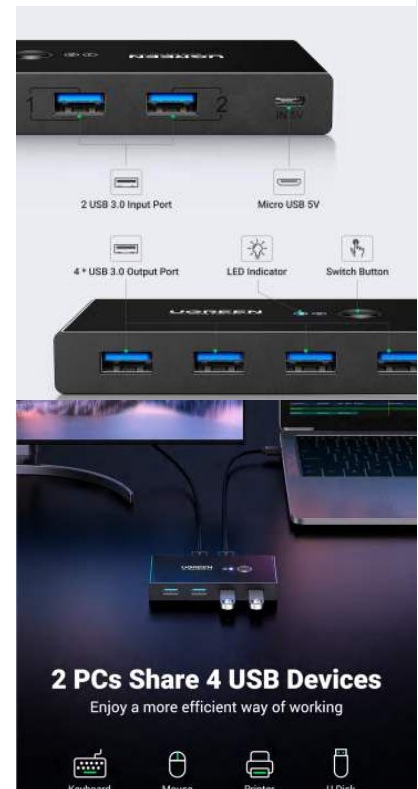 UGREEN
1
2
IN 5V
2 USB 3.0 Input Port
Micro USB 5V
4 * USB 3.0 Output Port
LED Indicator
Switch Button
UGREEN
UGREEN
2 PCs Share 4 USB Devices
Enjoy a more efficient way of working
Keyboard
Mouse
Printer
U Disk